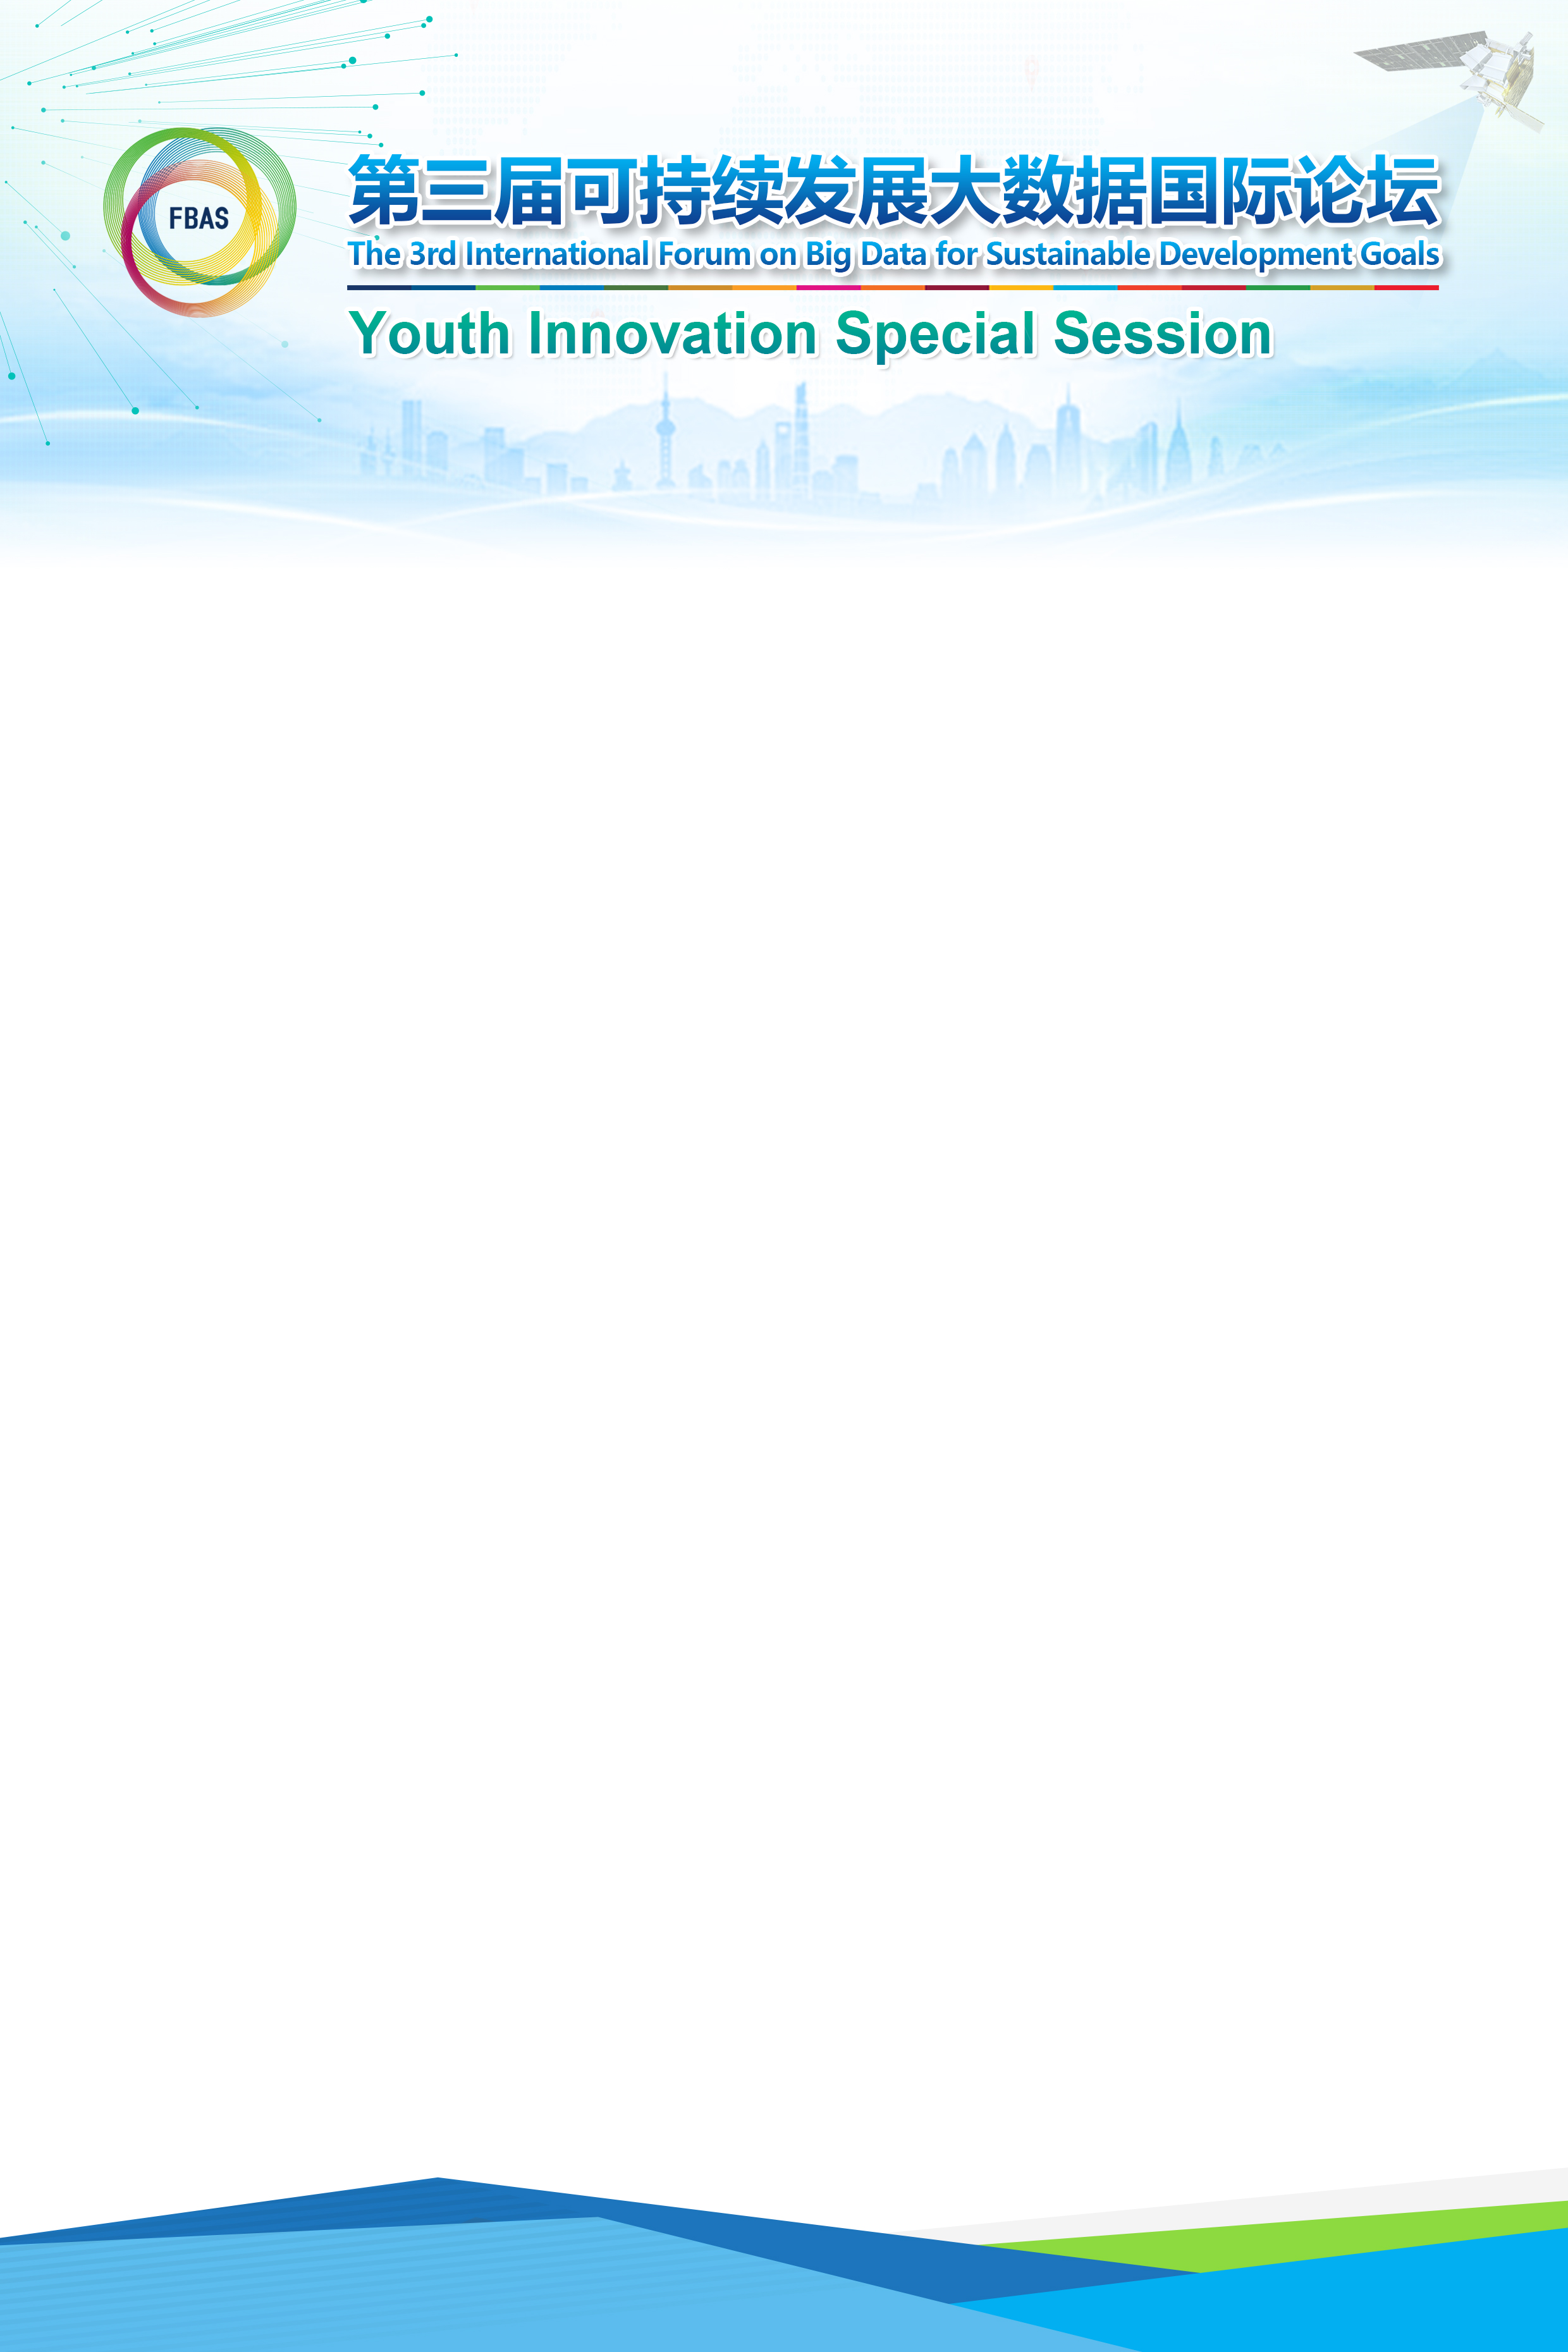 FBAS
第三届可持续发展大数据国际论坛
The 3rd International Forum on Big Data for Sustainable Development Goals
Youth Innovation Special Session